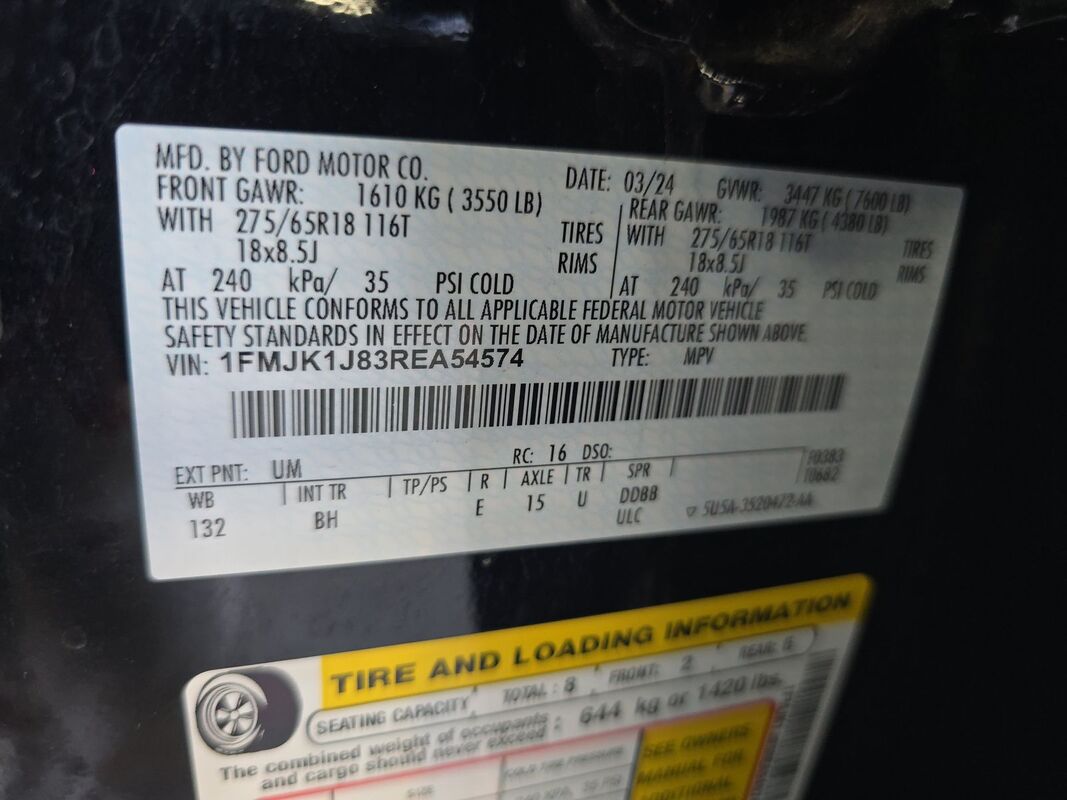 MFD. BY FORD MOTOR CO. DATE: 03/24 GVWR: 3447 KG ( 7600 LB)
FRONT GAWR: 1610 KG ( 3550 LB) REAR GAWR: 1987 KG ( 4380 LB)
WITH 275/65R18 116T TIRES WITH 275/65R18 116T TIRES
18x8.5J RIMS 18x8.5J RIMS
AT 240 kPa/ 35 PSI COLD AT 240 kPa/ 35 PSI COLD
THIS VEHICLE CONFORMS TO ALL APPLICABLE FEDERAL MOTOR VEHICLE
SAFETY STANDARDS IN EFFECT ON THE DATE OF MANUFACTURE SHOWN ABOVE.
VIN: 1FMJK1J83REA54574 TYPE: MPV
EXT PNT: UM RC: 16 DSO:
WB INT TR TP/PS R AXLE TR SPR
132 BH E 15 U DDBB
ULC
TIRE AND LOADING INFORMATION
SEATING CAPACITY TOTAL : 8 FRONT: 2 REAR:
The combined weight of occupants : 644 kg or 1420 lbs.
and cargo should never exceed :
SEE OWNERS
MANUAL FOR
ADDITIONAL